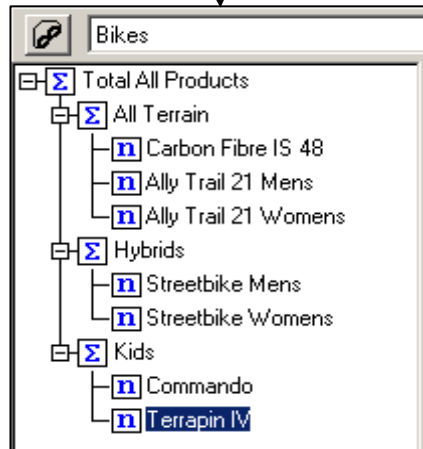 Bikes
Σ Total All Products
Σ All Terrain
n Carbon Fibre IS 48
n Ally Trail 21 Mens
n Ally Trail 21 Womens
Σ Hybrids
n Streetbike Mens
n Streetbike Womens
Σ Kids
n Commando
n Terrapin IV